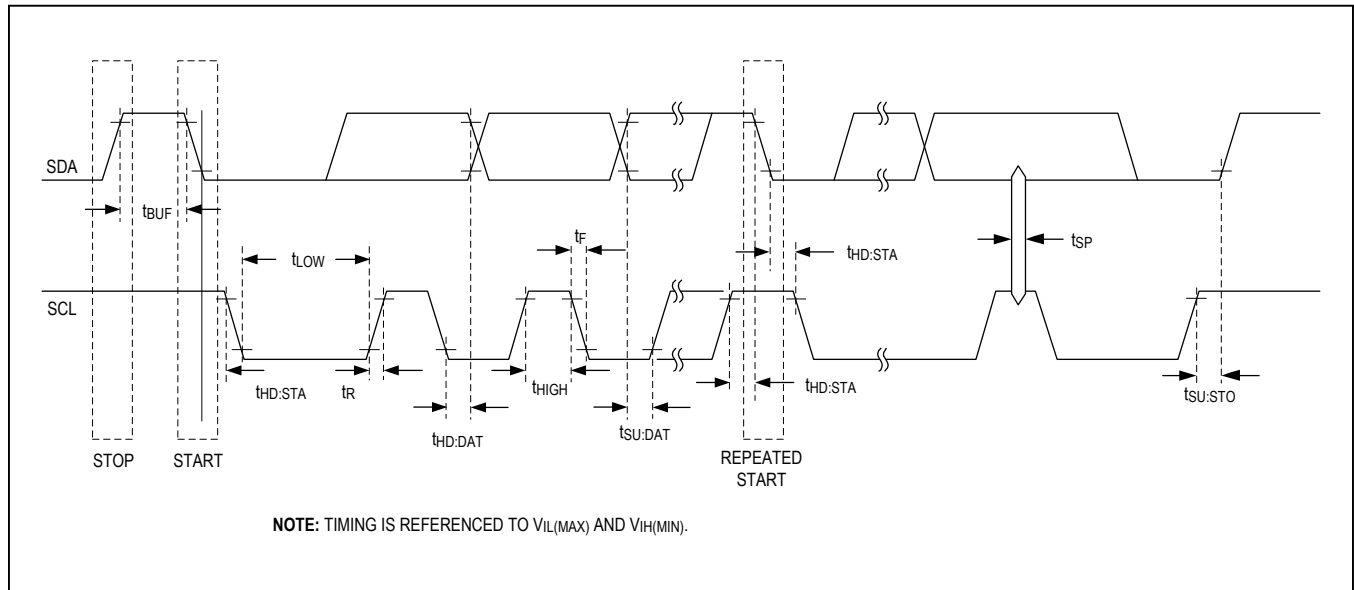 SDA
tBUF
tF
tSP
tLOW
tHD:STA
SCL
tHD:STA
tR
tHIGH
tHD:STA
tSU:STO
tHD:DAT
tSU:DAT
STOP
START
REPEATED
START
NOTE: TIMING IS REFERENCED TO VIL(MAX) AND VIH(MIN).